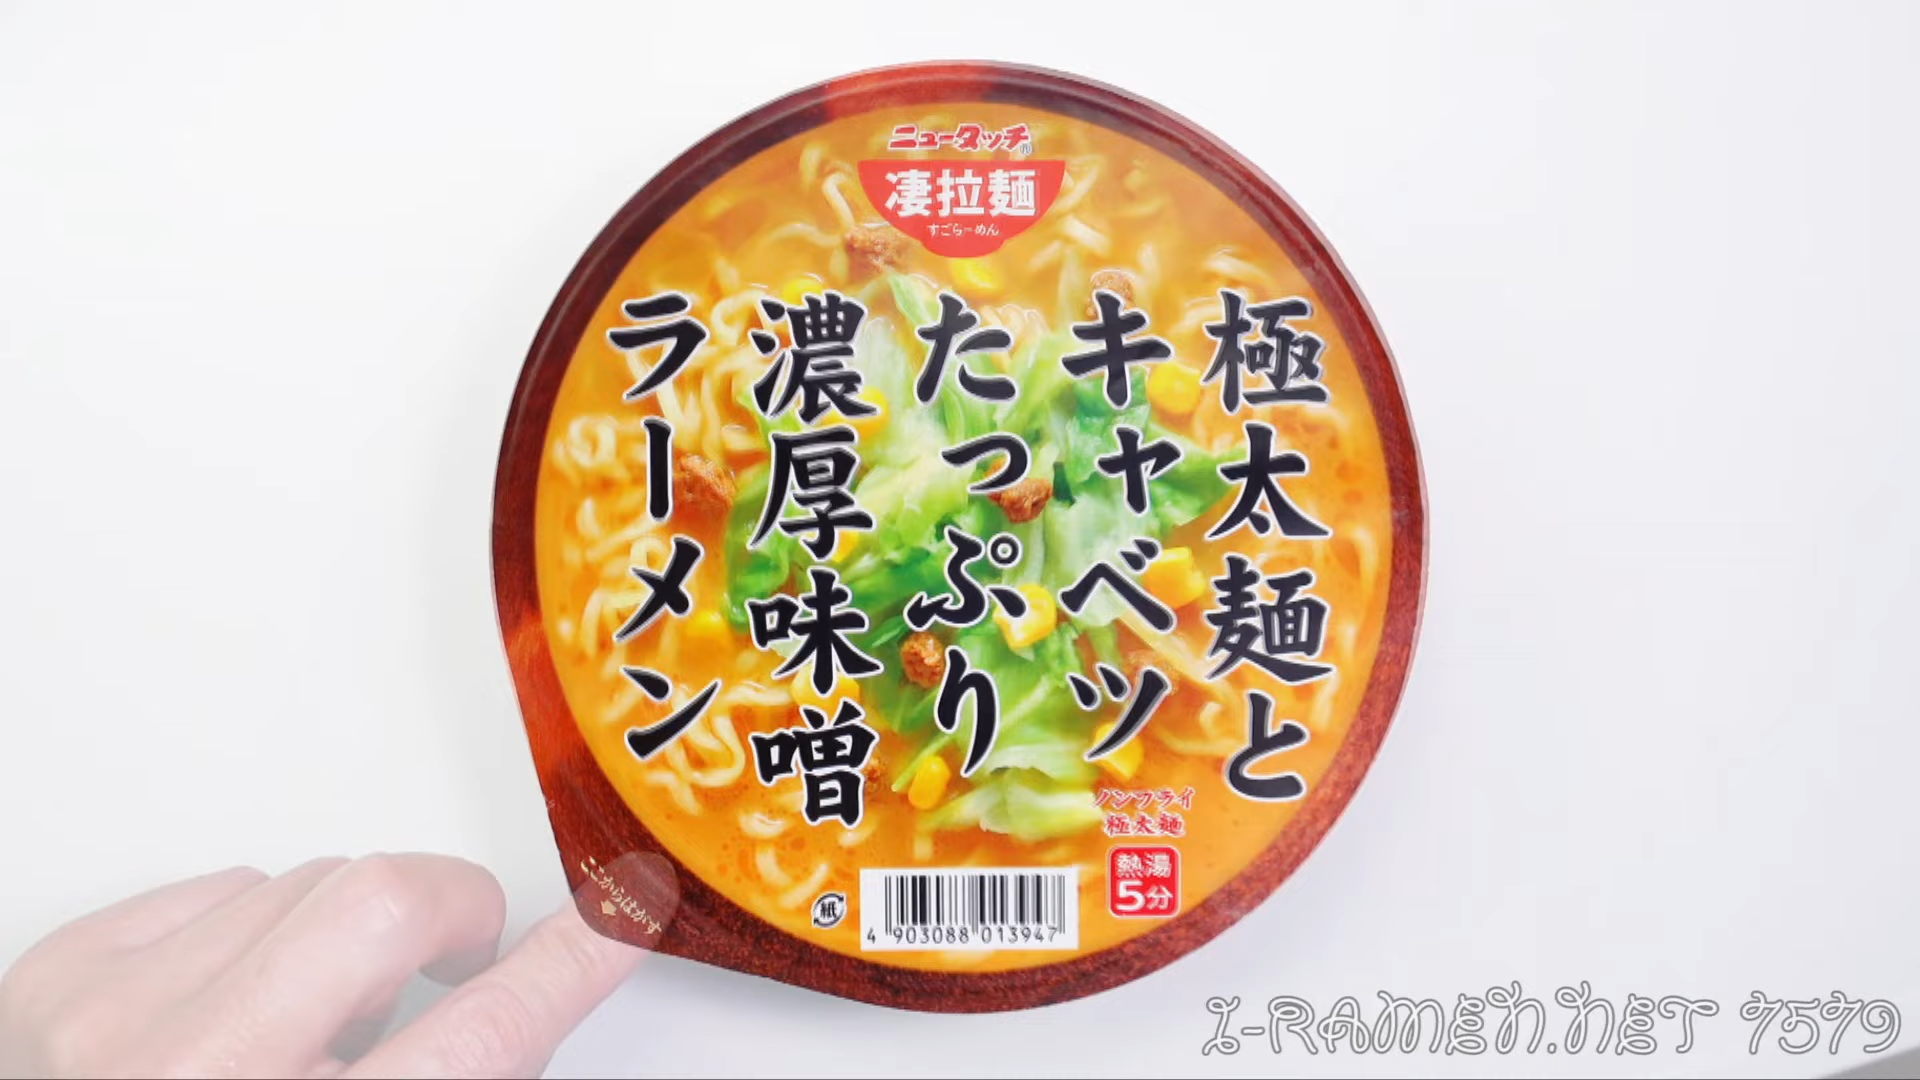 ニュータッチ®
凄拉麺
すごらーめん
極太麺と
キャベツ
たっぷり
濃厚味噌
ラーメン
ノンフライ
極太麺
熱湯
5分
紙
4 903088 013947
ここからはがす
I-RAMEN.NET 7579